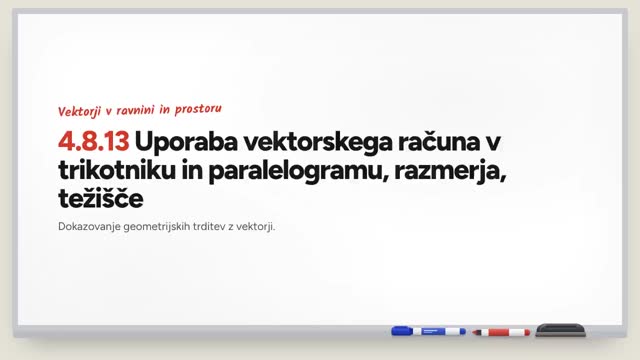 Vektorji v ravnini in prostoru
4.8.13 Uporaba vektorskega računa v
trikotniku in paralelogramu, razmerja,
težišče
Dokazovanje geometrijskih trditev z vektorji.